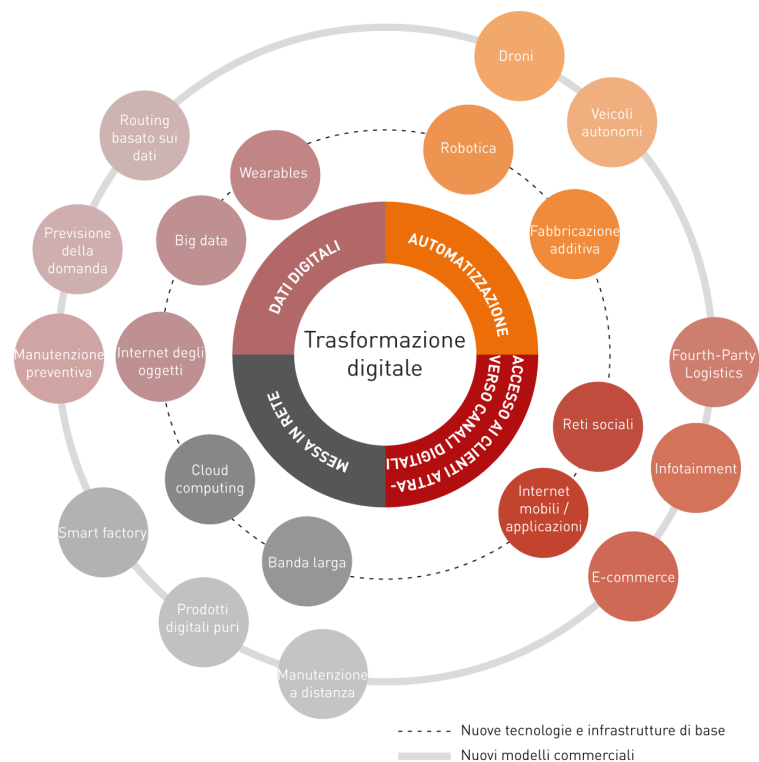 Droni
Veicoli
autonomi
Routing
basato sui
dati
Robotica
Wearables
Fabbricazione
additiva
Big data
Previsione
della
domanda
DATI DIGITALI
AUTOMATIZZAZIONE
Trasformazione
digitale
Manutenzione
preventiva
Internet degli
oggetti
Fourth-Party
Logistics
MESSA IN RETE
ACCESSO AI CLIENTI ATTRA-
VERSO CANALI DIGITALI
Reti sociali
Cloud
computing
Infotainment
Internet
mobili /
applicazioni
Smart factory
Banda larga
E-commerce
Prodotti
digitali puri
Manutenzione
a distanza
Nuove tecnologie e infrastrutture di base
Nuovi modelli commerciali